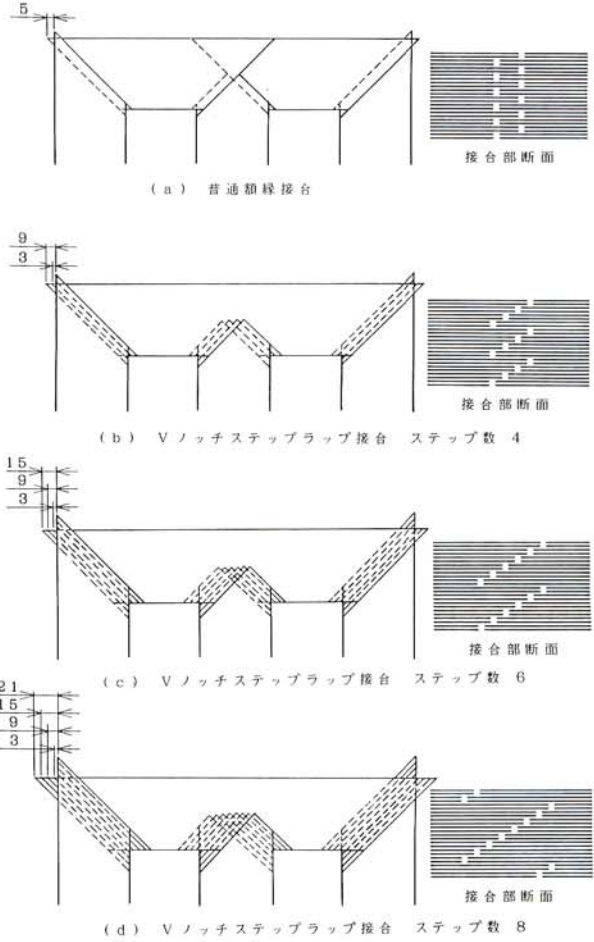 5
接合部断面
(a) 普通額縁接合
9
3
接合部断面
(b) Vノッチステップラップ接合 ステップ数 4
15
9
3
接合部断面
(c) Vノッチステップラップ接合 ステップ数 6
21
15
9
3
接合部断面
(d) Vノッチステップラップ接合 ステップ数 8